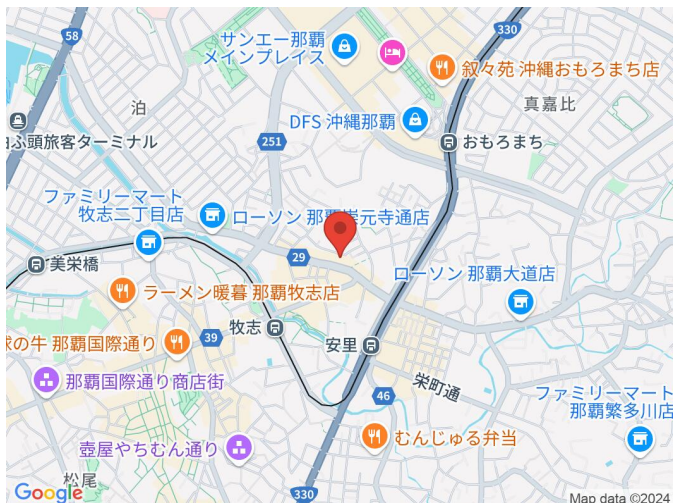 58
サンエー那覇
メインプレイス
330
叙々苑 沖縄おもろまち店
泊
真嘉比
DFS 沖縄那覇
ふ頭旅客ターミナル
251
おもろまち
ファミリーマート
牧志二丁目店
ローソン 那覇崇元寺通店
29
美栄橋
ローソン 那覇大道店
ラーメン暖暮 那覇牧志店
牧志
39
の牛 那覇国際通り
安里
栄町通
那覇国際通り商店街
46
ファミリーマート
那覇繁多川店
むんじゅる弁当
壺屋やちむん通り
松尾
Google
330
Map data ©2024